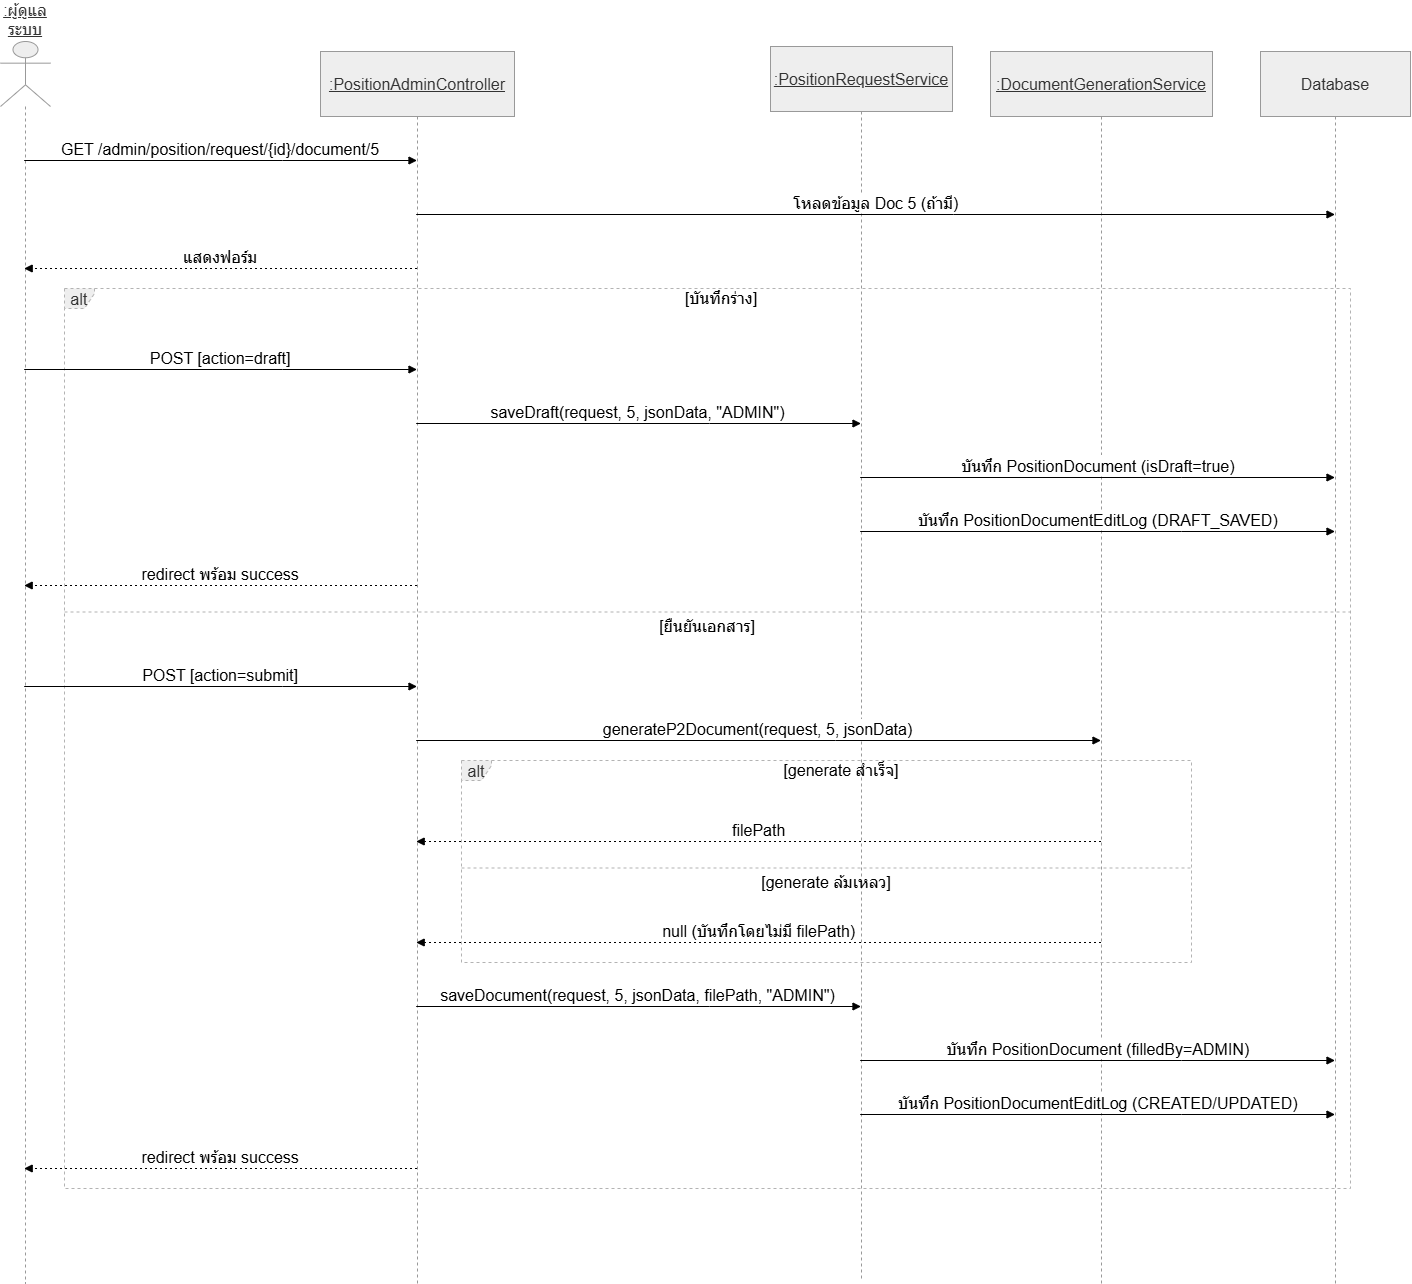 :ผู้ดูแล
ระบบ
:PositionAdminController
:PositionRequestService
:DocumentGenerationService
Database
GET /admin/position/request/{id}/document/5
โหลดข้อมูล Doc 5 (ถ้ามี)
แสดงฟอร์ม
alt
[บันทึกร่าง]
POST [action=draft]
saveDraft(request, 5, jsonData, "ADMIN")
บันทึก PositionDocument (isDraft=true)
บันทึก PositionDocumentEditLog (DRAFT_SAVED)
redirect พร้อม success
[ยืนยันเอกสาร]
POST [action=submit]
generateP2Document(request, 5, jsonData)
alt
[generate สำเร็จ]
filePath
[generate ล้มเหลว]
null (บันทึกโดยไม่มี filePath)
saveDocument(request, 5, jsonData, filePath, "ADMIN")
บันทึก PositionDocument (filledBy=ADMIN)
บันทึก PositionDocumentEditLog (CREATED/UPDATED)
redirect พร้อม success